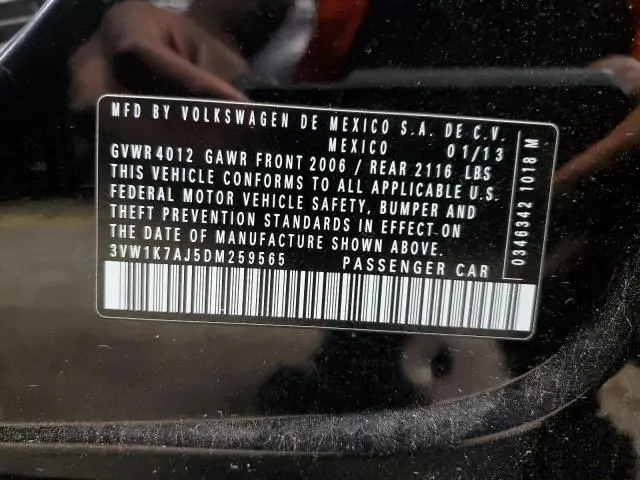 MFD BY VOLKSWAGEN DE MEXICO S.A. DE C.V.
MEXICO 01/13
GVWR 4012 GAWR FRONT 2006 / REAR 2116 LBS
THIS VEHICLE CONFORMS TO ALL APPLICABLE U.S.
FEDERAL MOTOR VEHICLE SAFETY, BUMPER AND
THEFT PREVENTION STANDARDS IN EFFECT ON
THE DATE OF MANUFACTURE SHOWN ABOVE.
3VW1K7AJ5DM259565 PASSENGER CAR
0346342 1018 M